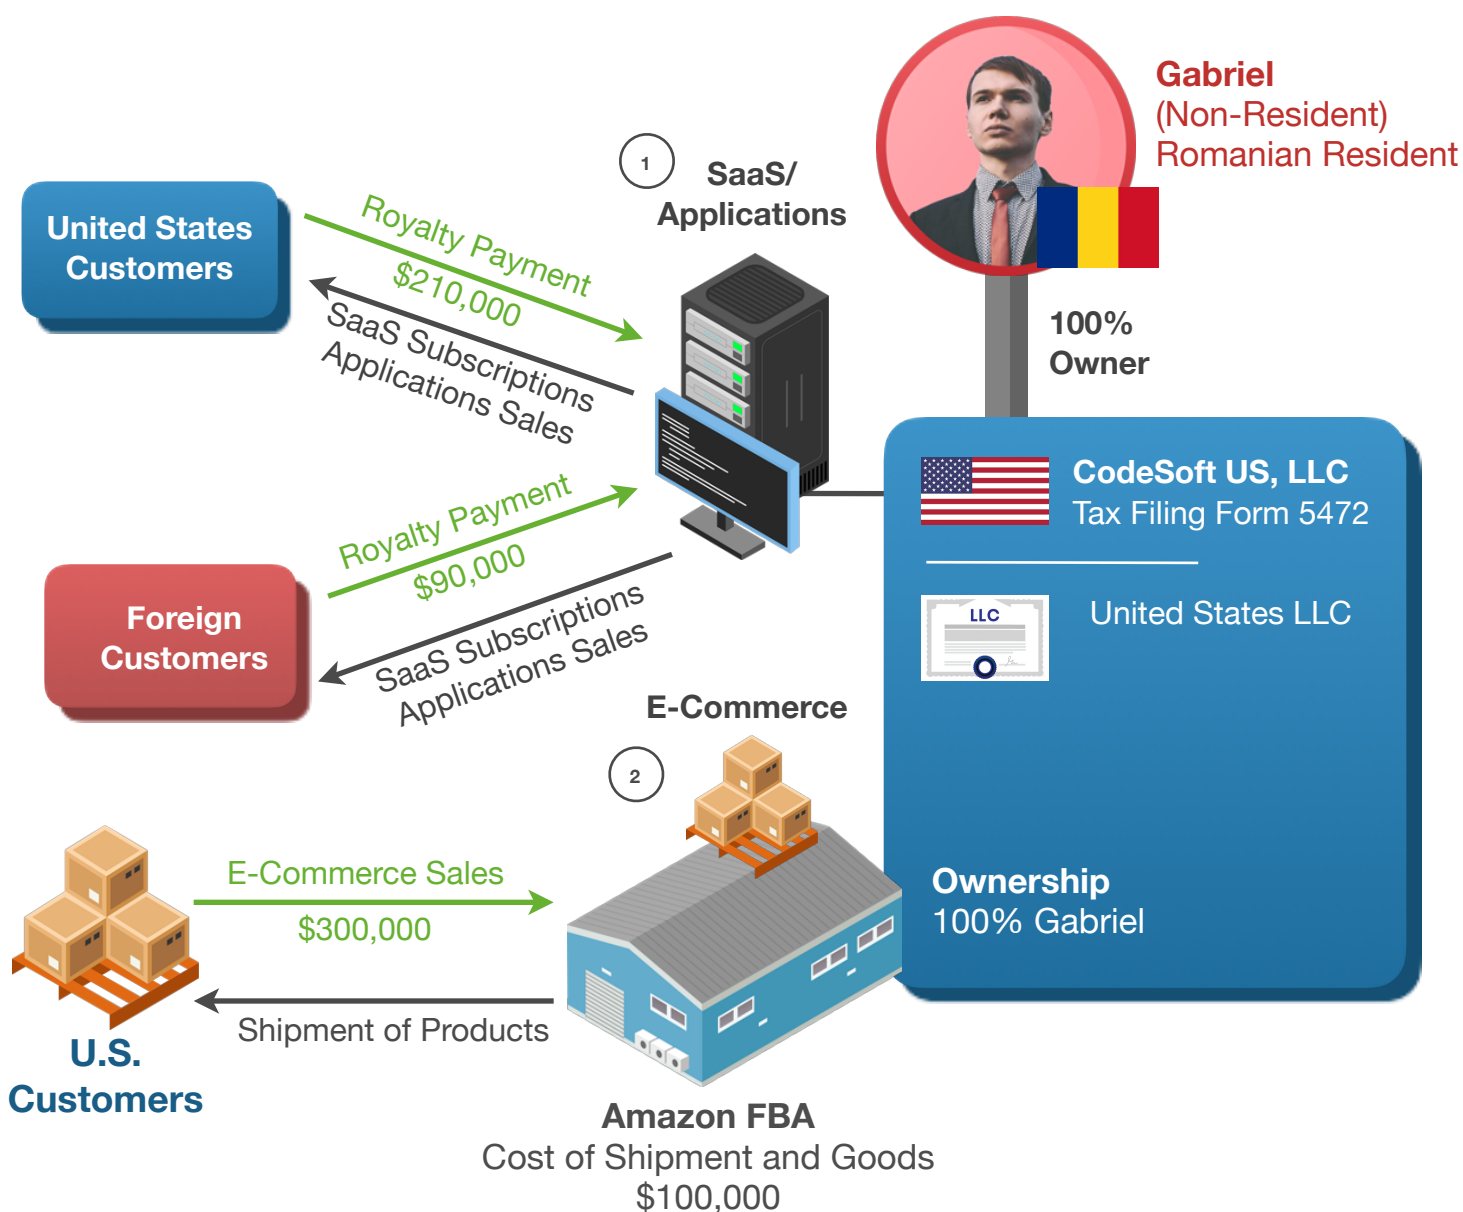 Gabriel
(Non-Resident)
Romanian Resident
1
SaaS/
Applications
United States
Customers
Royalty Payment
$210,000
SaaS Subscriptions
Applications Sales
100%
Owner
CodeSoft US, LLC
Tax Filing Form 5472
LLC
United States LLC
Royalty Payment
$90,000
Foreign
Customers
SaaS Subscriptions
Applications Sales
E-Commerce
2
E-Commerce Sales
$300,000
Ownership
100% Gabriel
Shipment of Products
U.S.
Customers
Amazon FBA
Cost of Shipment and Goods
$100,000